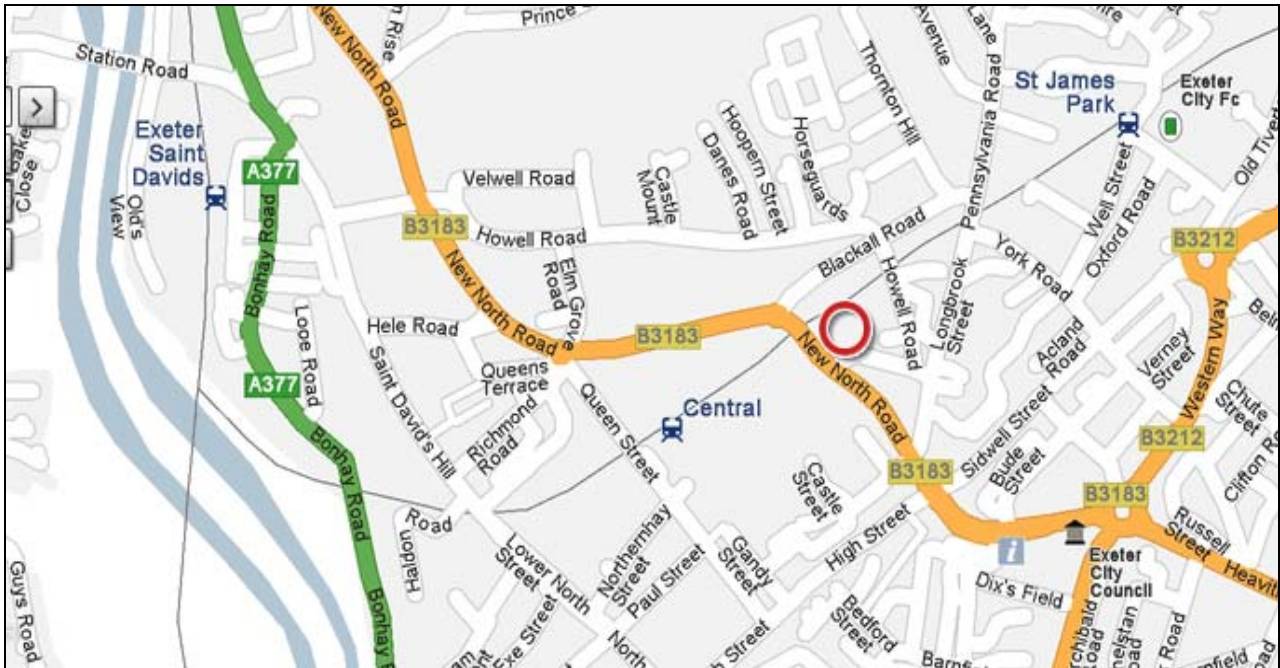 New North Road
n Rise
Prince
Avenue
Lane
Station Road
Thornton Hill
St James
Park
Exeter
City Fc
>
Close
Exeter
Saint
Davids
A377
Old's
View
Bonhay Road
Velwell Road
Castle
Mount
Hoopern Street
Danes Road
Horseguards
Pennsylvania Road
Well Street
Oxford Road
Old Tivert
B3183
Howell Road
Blackall Road
York Road
B3212
New North Road
Elm Grove
Road
Howell Road
Longbrook
Street
Hele Road
Looe Road
B3183
Acland
Road
Verney
Street
Western Way
Queens
Terrace
A377
Saint David's Hill
Richmond
Road
Queen Street
Central
New North Road
Sidwell Street
Bude
Street
Chute
Street
B3212
Clifton R
Bonhay Road
Castle
Street
B3183
B3183
High Street
Haldon
Road
Lower North
Street
Northernhay
Street
Paul Street
Gandy
Street
Exeter
City
Council
Russell
Street
Heavit
Guys Road
Bonhay
Exe Street
North
Street
Bedford
Street
Dix's Field
Barnfi
Road